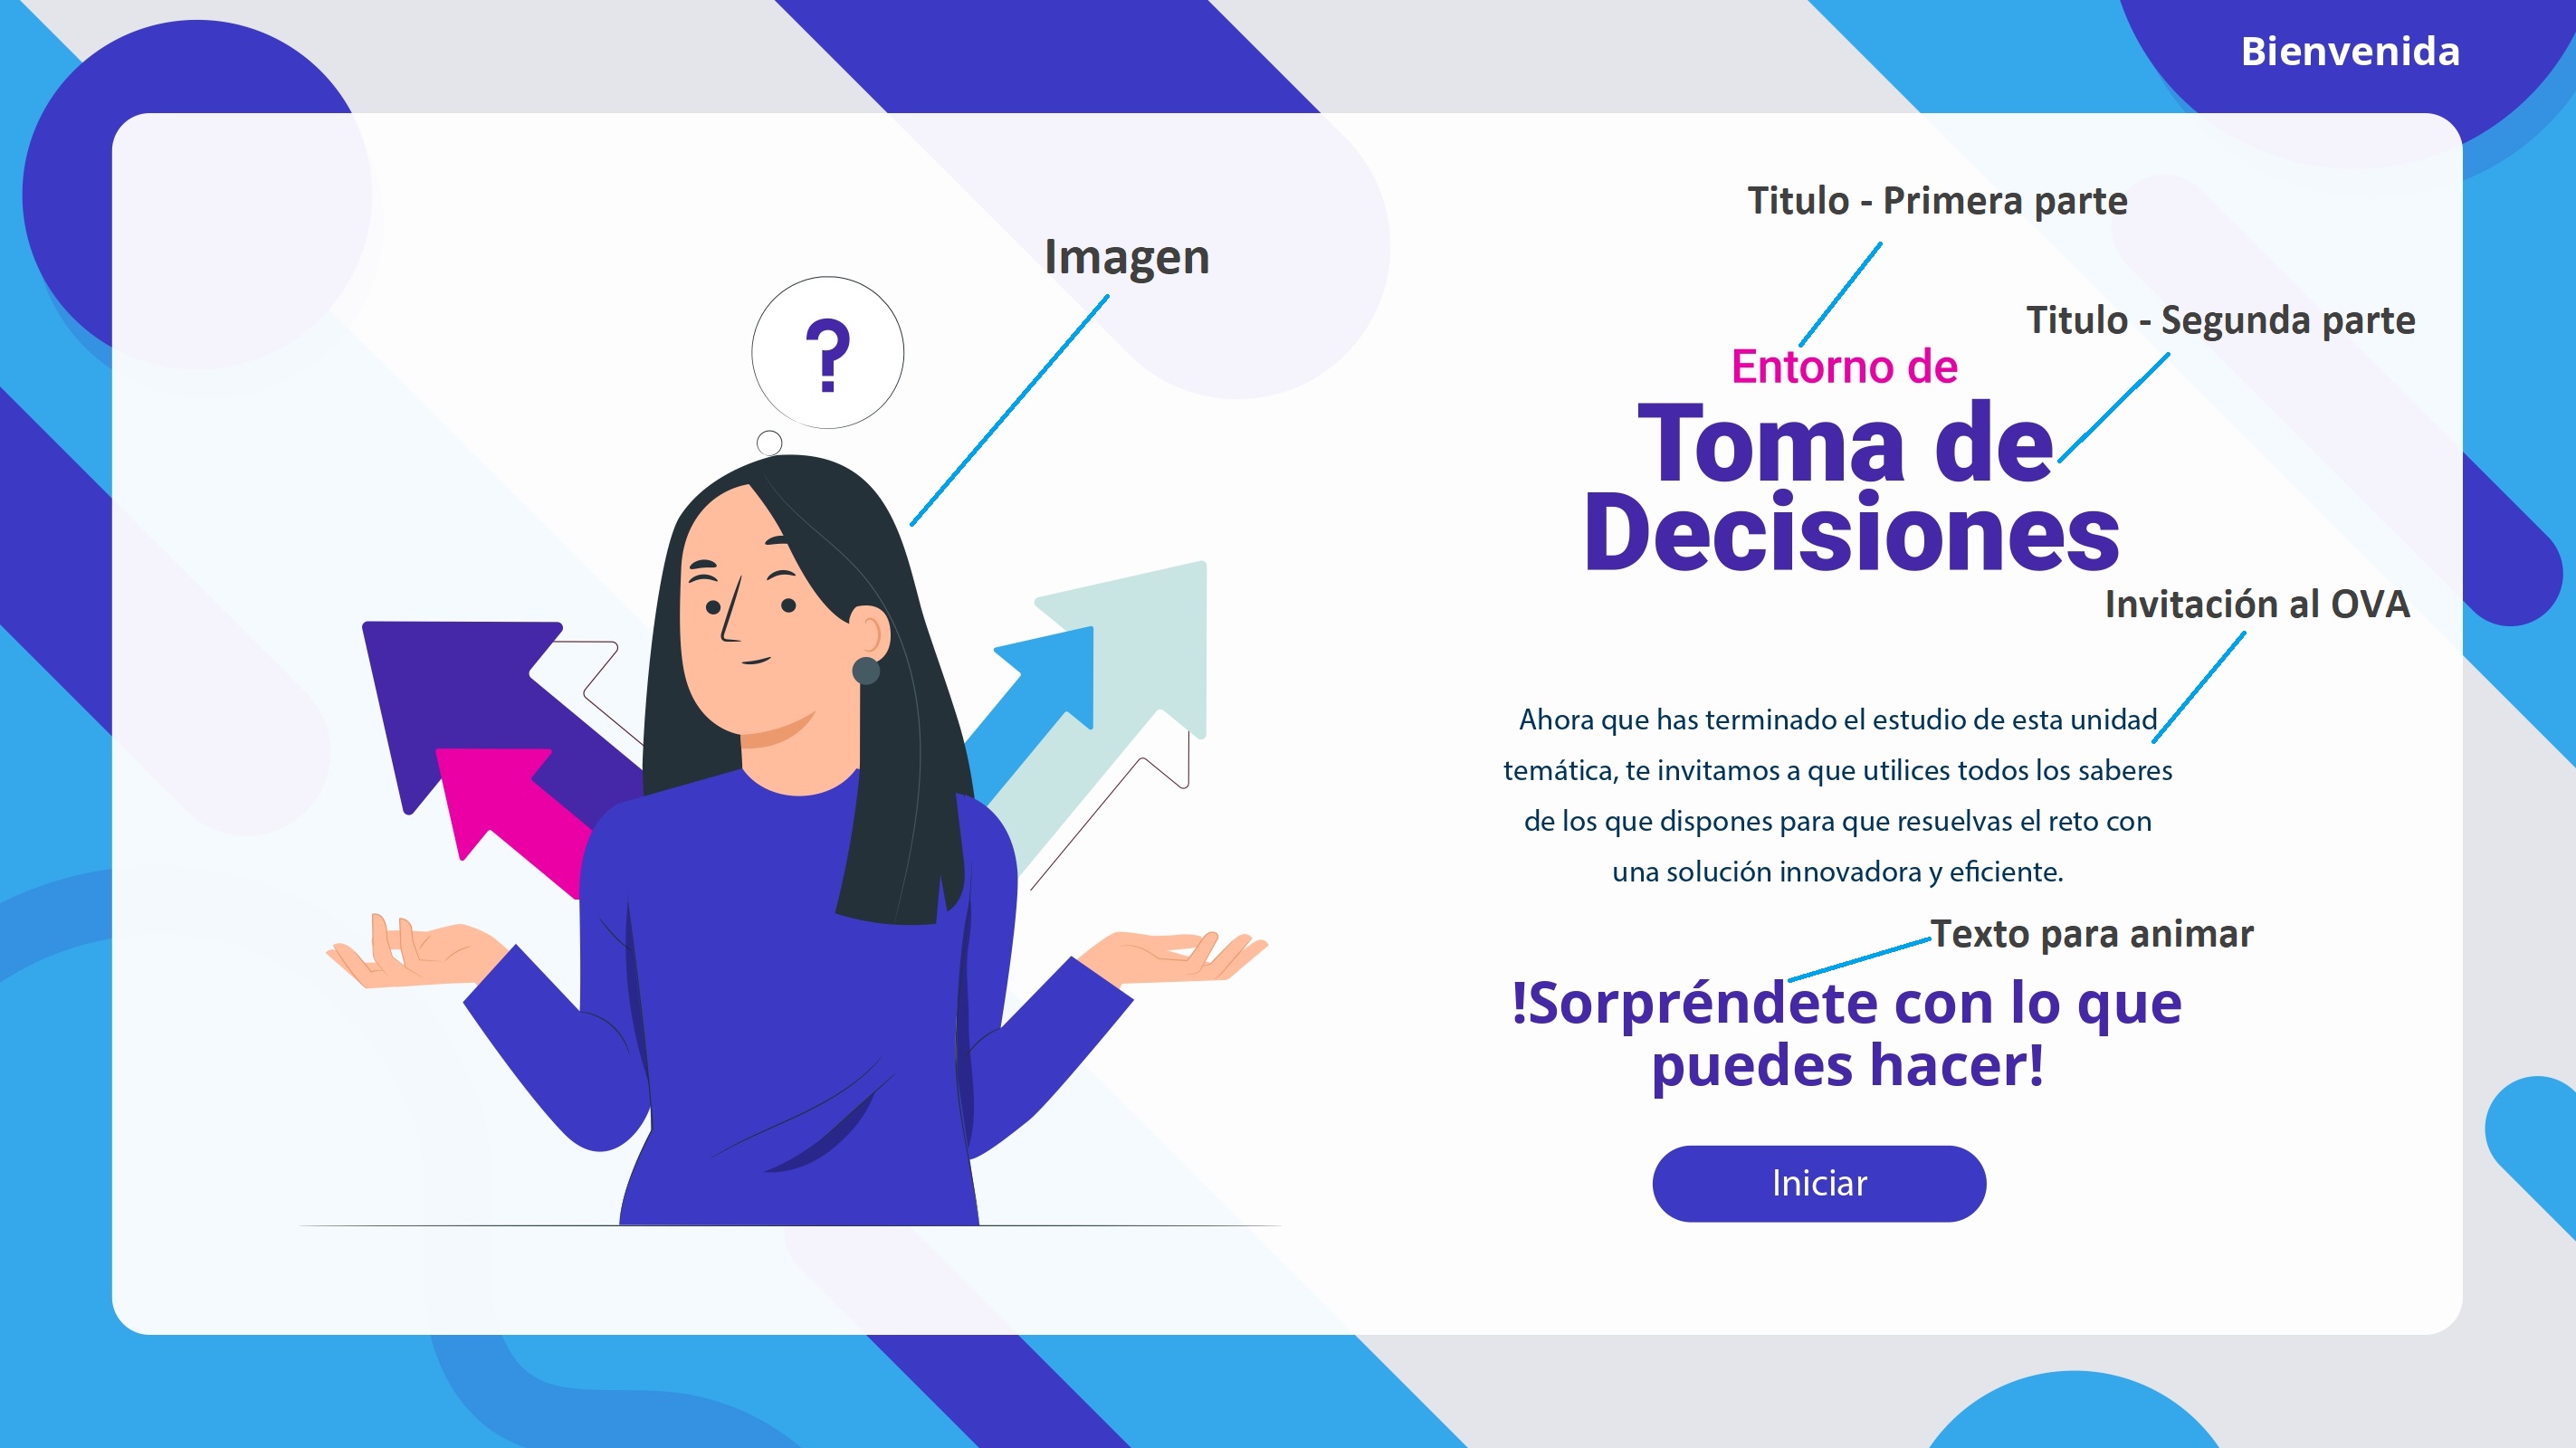 Bienvenida
Imagen
?
Titulo - Primera parte
Titulo - Segunda parte
Entorno de
Toma de
Decisiones
Invitación al OVA
Ahora que has terminado el estudio de esta unidad
temática, te invitamos a que utilices todos los saberes
de los que dispones para que resuelvas el reto con
una solución innovadora y eficiente.
Texto para animar
!Sorpréndete con lo que
puedes hacer!
Iniciar